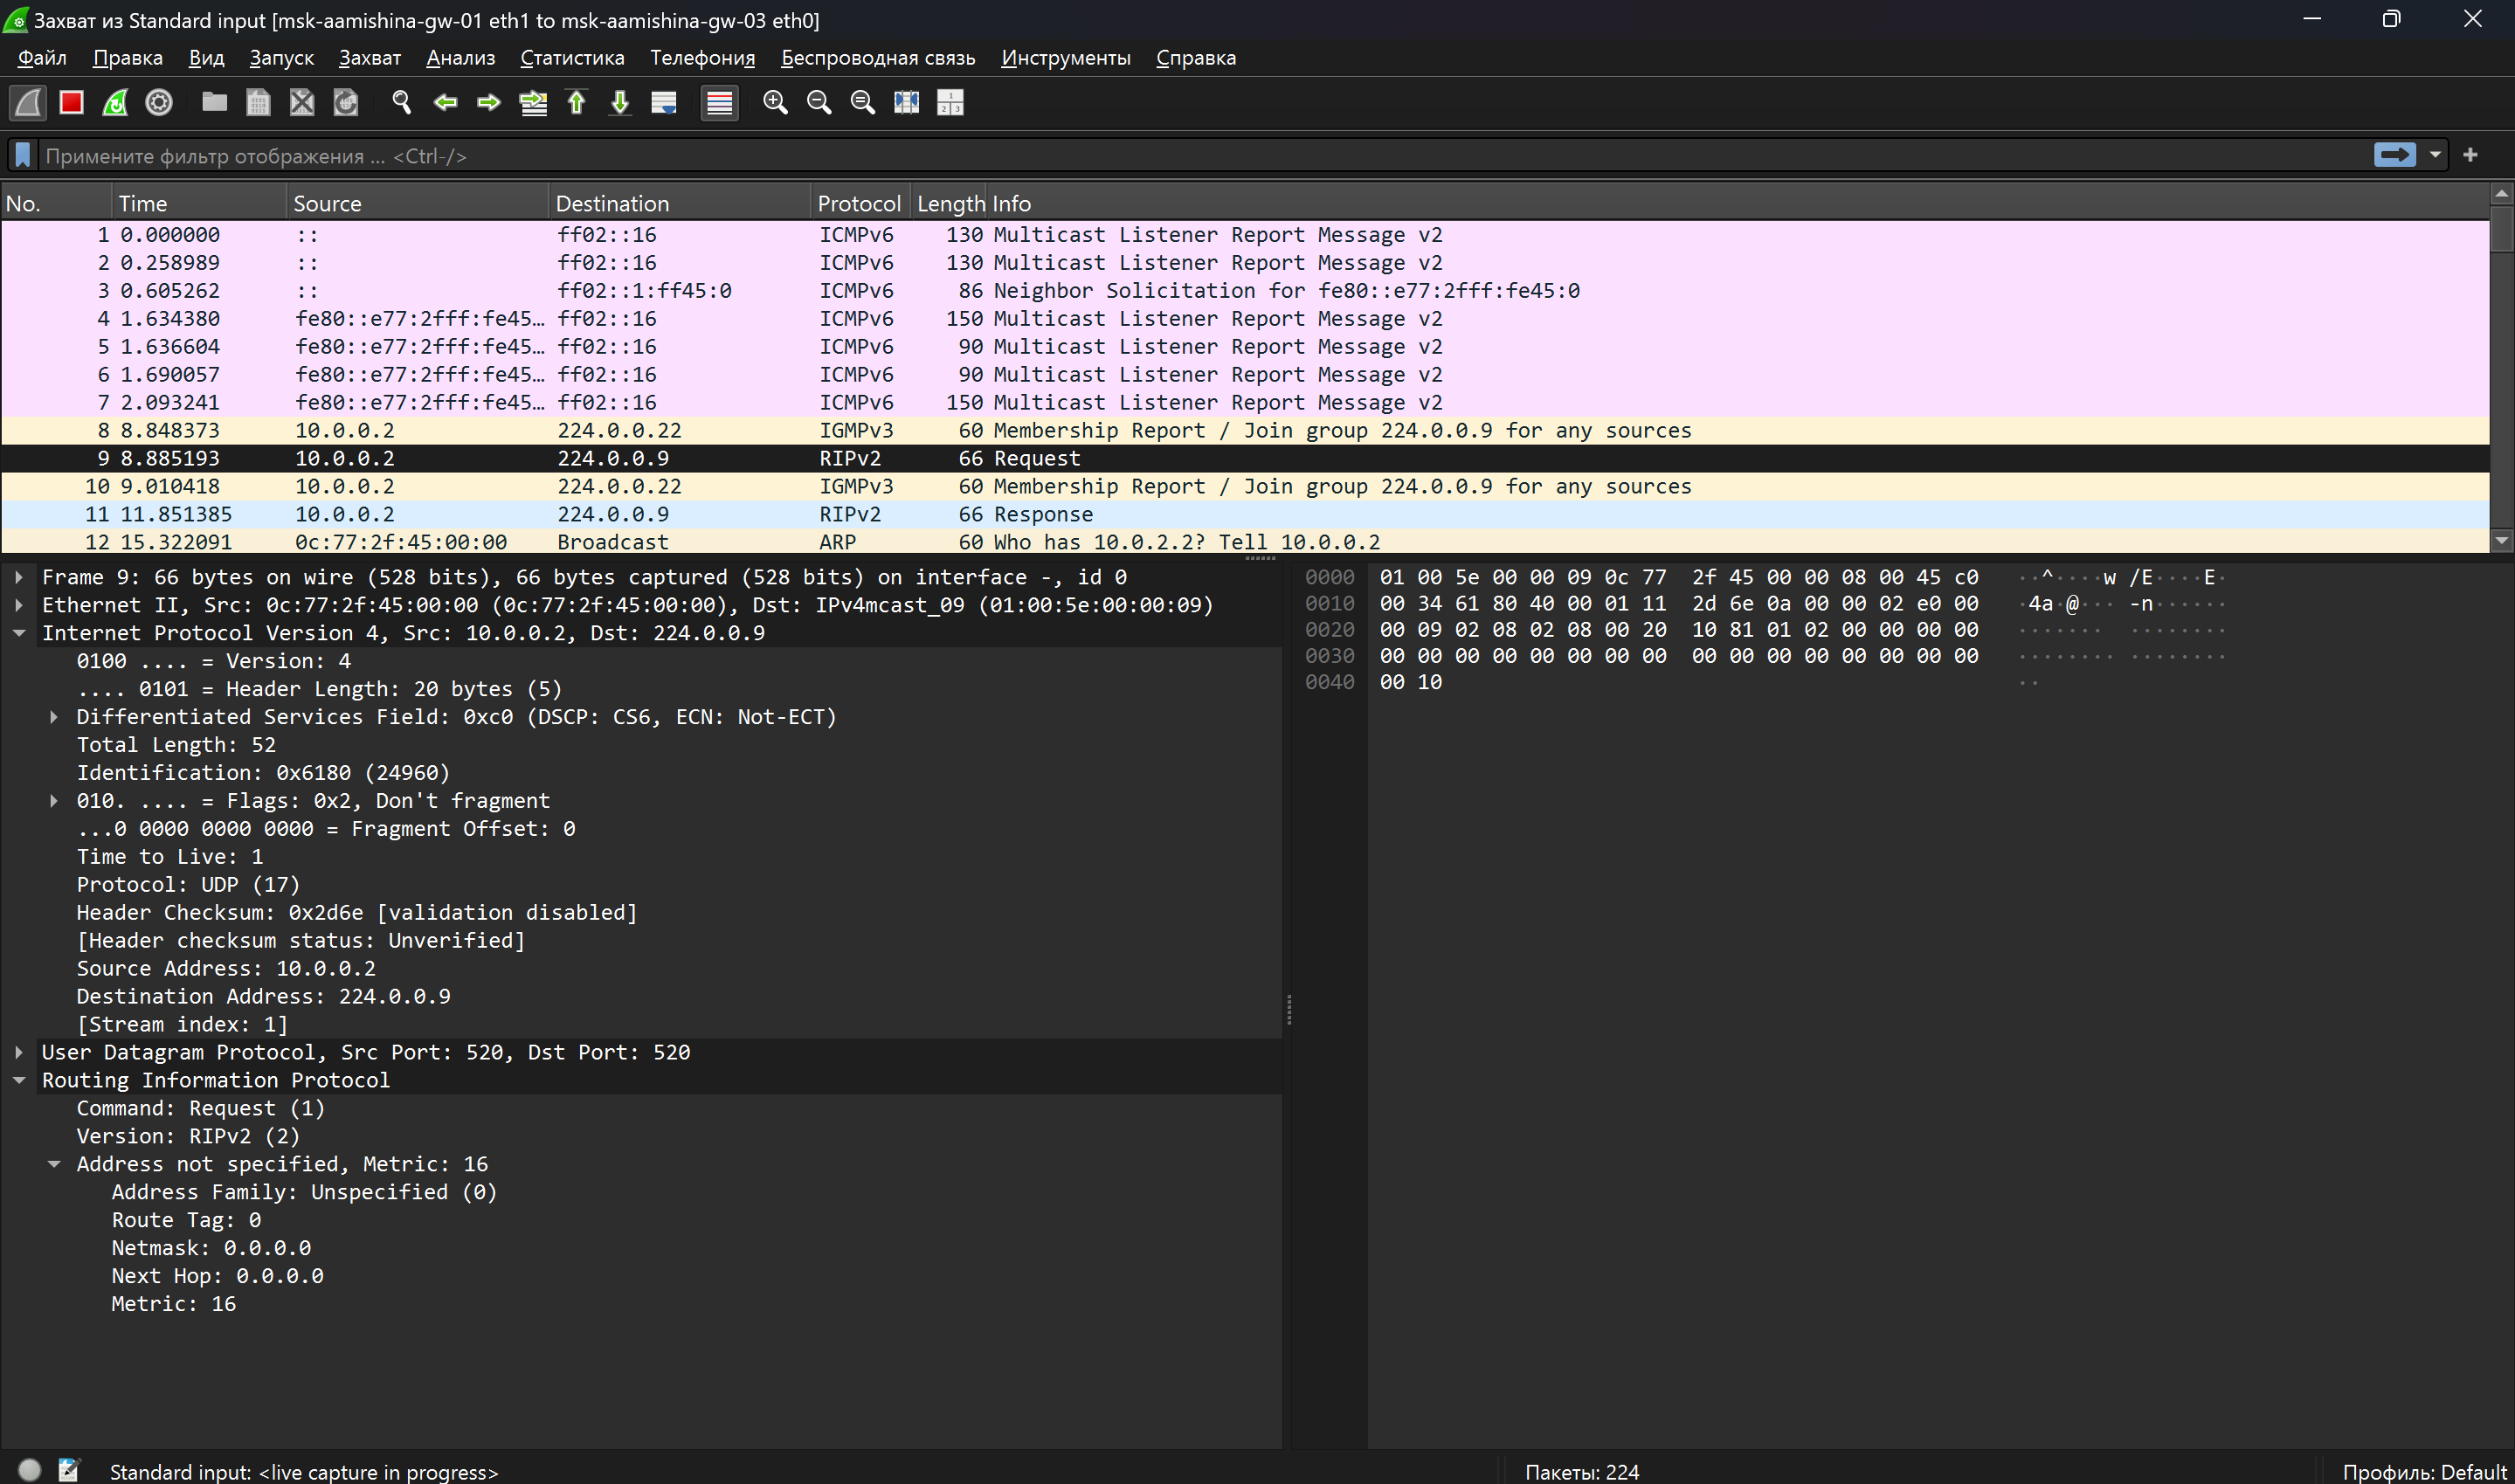 Захват из Standard input [msk-aamishina-gw-01 eth1 to msk-aamishina-gw-03 eth0]
Файл Правка Вид Запуск Захват Анализ Статистика Телефония Беспроводная связь Инструменты Справка
Примените фильтр отображения ... <Ctrl-/>
No. Time Source Destination Protocol Length Info
1 0.000000 :: ff02::16 ICMPv6 130 Multicast Listener Report Message v2
2 0.258989 :: ff02::16 ICMPv6 130 Multicast Listener Report Message v2
3 0.605262 :: ff02::1:ff45:0 ICMPv6 86 Neighbor Solicitation for fe80::e77:2fff:fe45:0
4 1.634380 fe80::e77:2fff:fe45… ff02::16 ICMPv6 150 Multicast Listener Report Message v2
5 1.636604 fe80::e77:2fff:fe45… ff02::16 ICMPv6 90 Multicast Listener Report Message v2
6 1.690057 fe80::e77:2fff:fe45… ff02::16 ICMPv6 90 Multicast Listener Report Message v2
7 2.093241 fe80::e77:2fff:fe45… ff02::16 ICMPv6 150 Multicast Listener Report Message v2
8 8.848373 10.0.0.2 224.0.0.22 IGMPv3 60 Membership Report / Join group 224.0.0.9 for any sources
9 8.885193 10.0.0.2 224.0.0.9 RIPv2 66 Request
10 9.010418 10.0.0.2 224.0.0.22 IGMPv3 60 Membership Report / Join group 224.0.0.9 for any sources
11 11.851385 10.0.0.2 224.0.0.9 RIPv2 66 Response
12 15.322091 0c:77:2f:45:00:00 Broadcast ARP 60 Who has 10.0.2.2? Tell 10.0.0.2
Frame 9: 66 bytes on wire (528 bits), 66 bytes captured (528 bits) on interface -, id 0
Ethernet II, Src: 0c:77:2f:45:00:00 (0c:77:2f:45:00:00), Dst: IPv4mcast_09 (01:00:5e:00:00:09)
Internet Protocol Version 4, Src: 10.0.0.2, Dst: 224.0.0.9
0100 .... = Version: 4
.... 0101 = Header Length: 20 bytes (5)
Differentiated Services Field: 0xc0 (DSCP: CS6, ECN: Not-ECT)
Total Length: 52
Identification: 0x6180 (24960)
010. .... = Flags: 0x2, Don't fragment
...0 0000 0000 0000 = Fragment Offset: 0
Time to Live: 1
Protocol: UDP (17)
Header Checksum: 0x2d6e [validation disabled]
[Header checksum status: Unverified]
Source Address: 10.0.0.2
Destination Address: 224.0.0.9
[Stream index: 1]
User Datagram Protocol, Src Port: 520, Dst Port: 520
Routing Information Protocol
Command: Request (1)
Version: RIPv2 (2)
Address not specified, Metric: 16
Address Family: Unspecified (0)
Route Tag: 0
Netmask: 0.0.0.0
Next Hop: 0.0.0.0
Metric: 16
0000 01 00 5e 00 00 09 0c 77 2f 45 00 00 08 00 45 c0 ··^····w /E····E·
0010 00 34 61 80 40 00 01 11 2d 6e 0a 00 00 02 e0 00 ·4a·@··· -n······
0020 00 09 02 08 02 08 00 20 10 81 01 02 00 00 00 00 ······· ········
0030 00 00 00 00 00 00 00 00 00 00 00 00 00 00 00 00 ········ ········
0040 00 10 ··
Standard input: <live capture in progress> Пакеты: 224 Профиль: Default